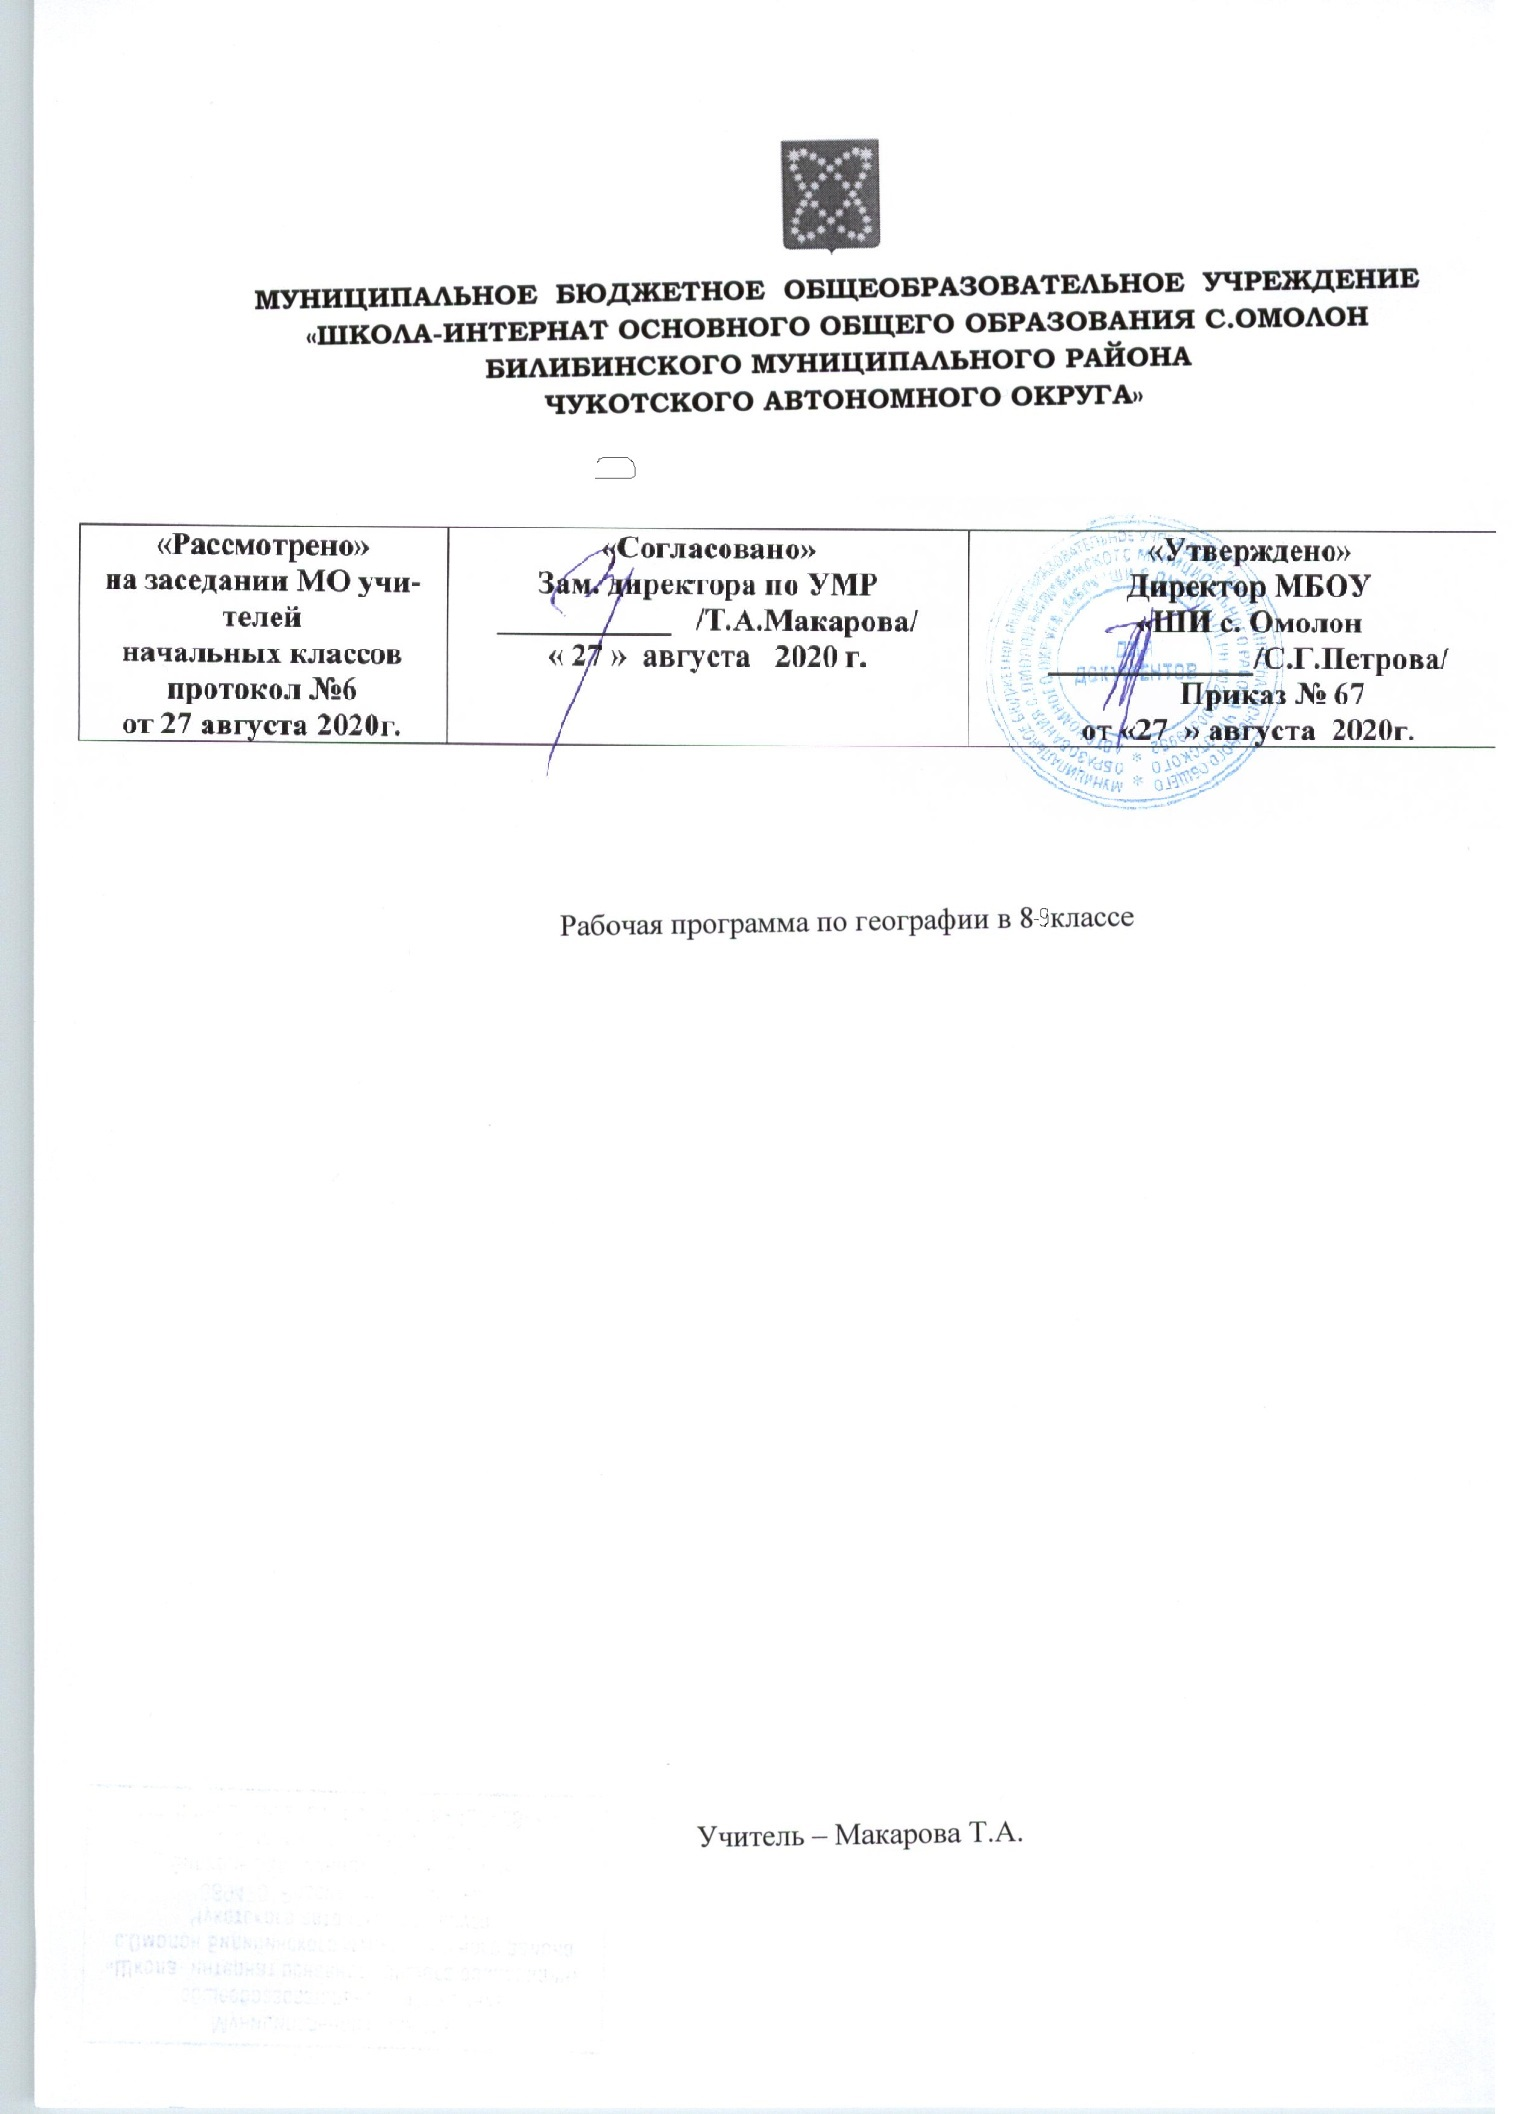 МУНИЦИПАЛЬНОЕ БЮДЖЕТНОЕ ОБЩЕОБРАЗОВАТЕЛЬНОЕ УЧРЕЖДЕНИЕ
«ШКОЛА-ИНТЕРНАТ ОСНОВНОГО ОБЩЕГО ОБРАЗОВАНИЯ С.ОМОЛОН
БИЛИБИНСКОГО МУНИЦИПАЛЬНОГО РАЙОНА
ЧУКОТСКОГО АВТОНОМНОГО ОКРУГА»
«Рассмотрено»
на заседании МО учи-
телей
начальных классов
протокол №6
от 27 августа 2020г.
«Согласовано»
Зам. директора по УМР
____________ /Т.А.Макарова/
« 27 » августа 2020 г.
«Утверждено»
Директор МБОУ
«ШИ с. Омолон
______________/С.Г.Петрова/
Приказ № 67
от «27 » августа 2020г.
ДОКУМЕНТОВ
Рабочая программа по географии в 8-9классе
Учитель – Макарова Т.А.